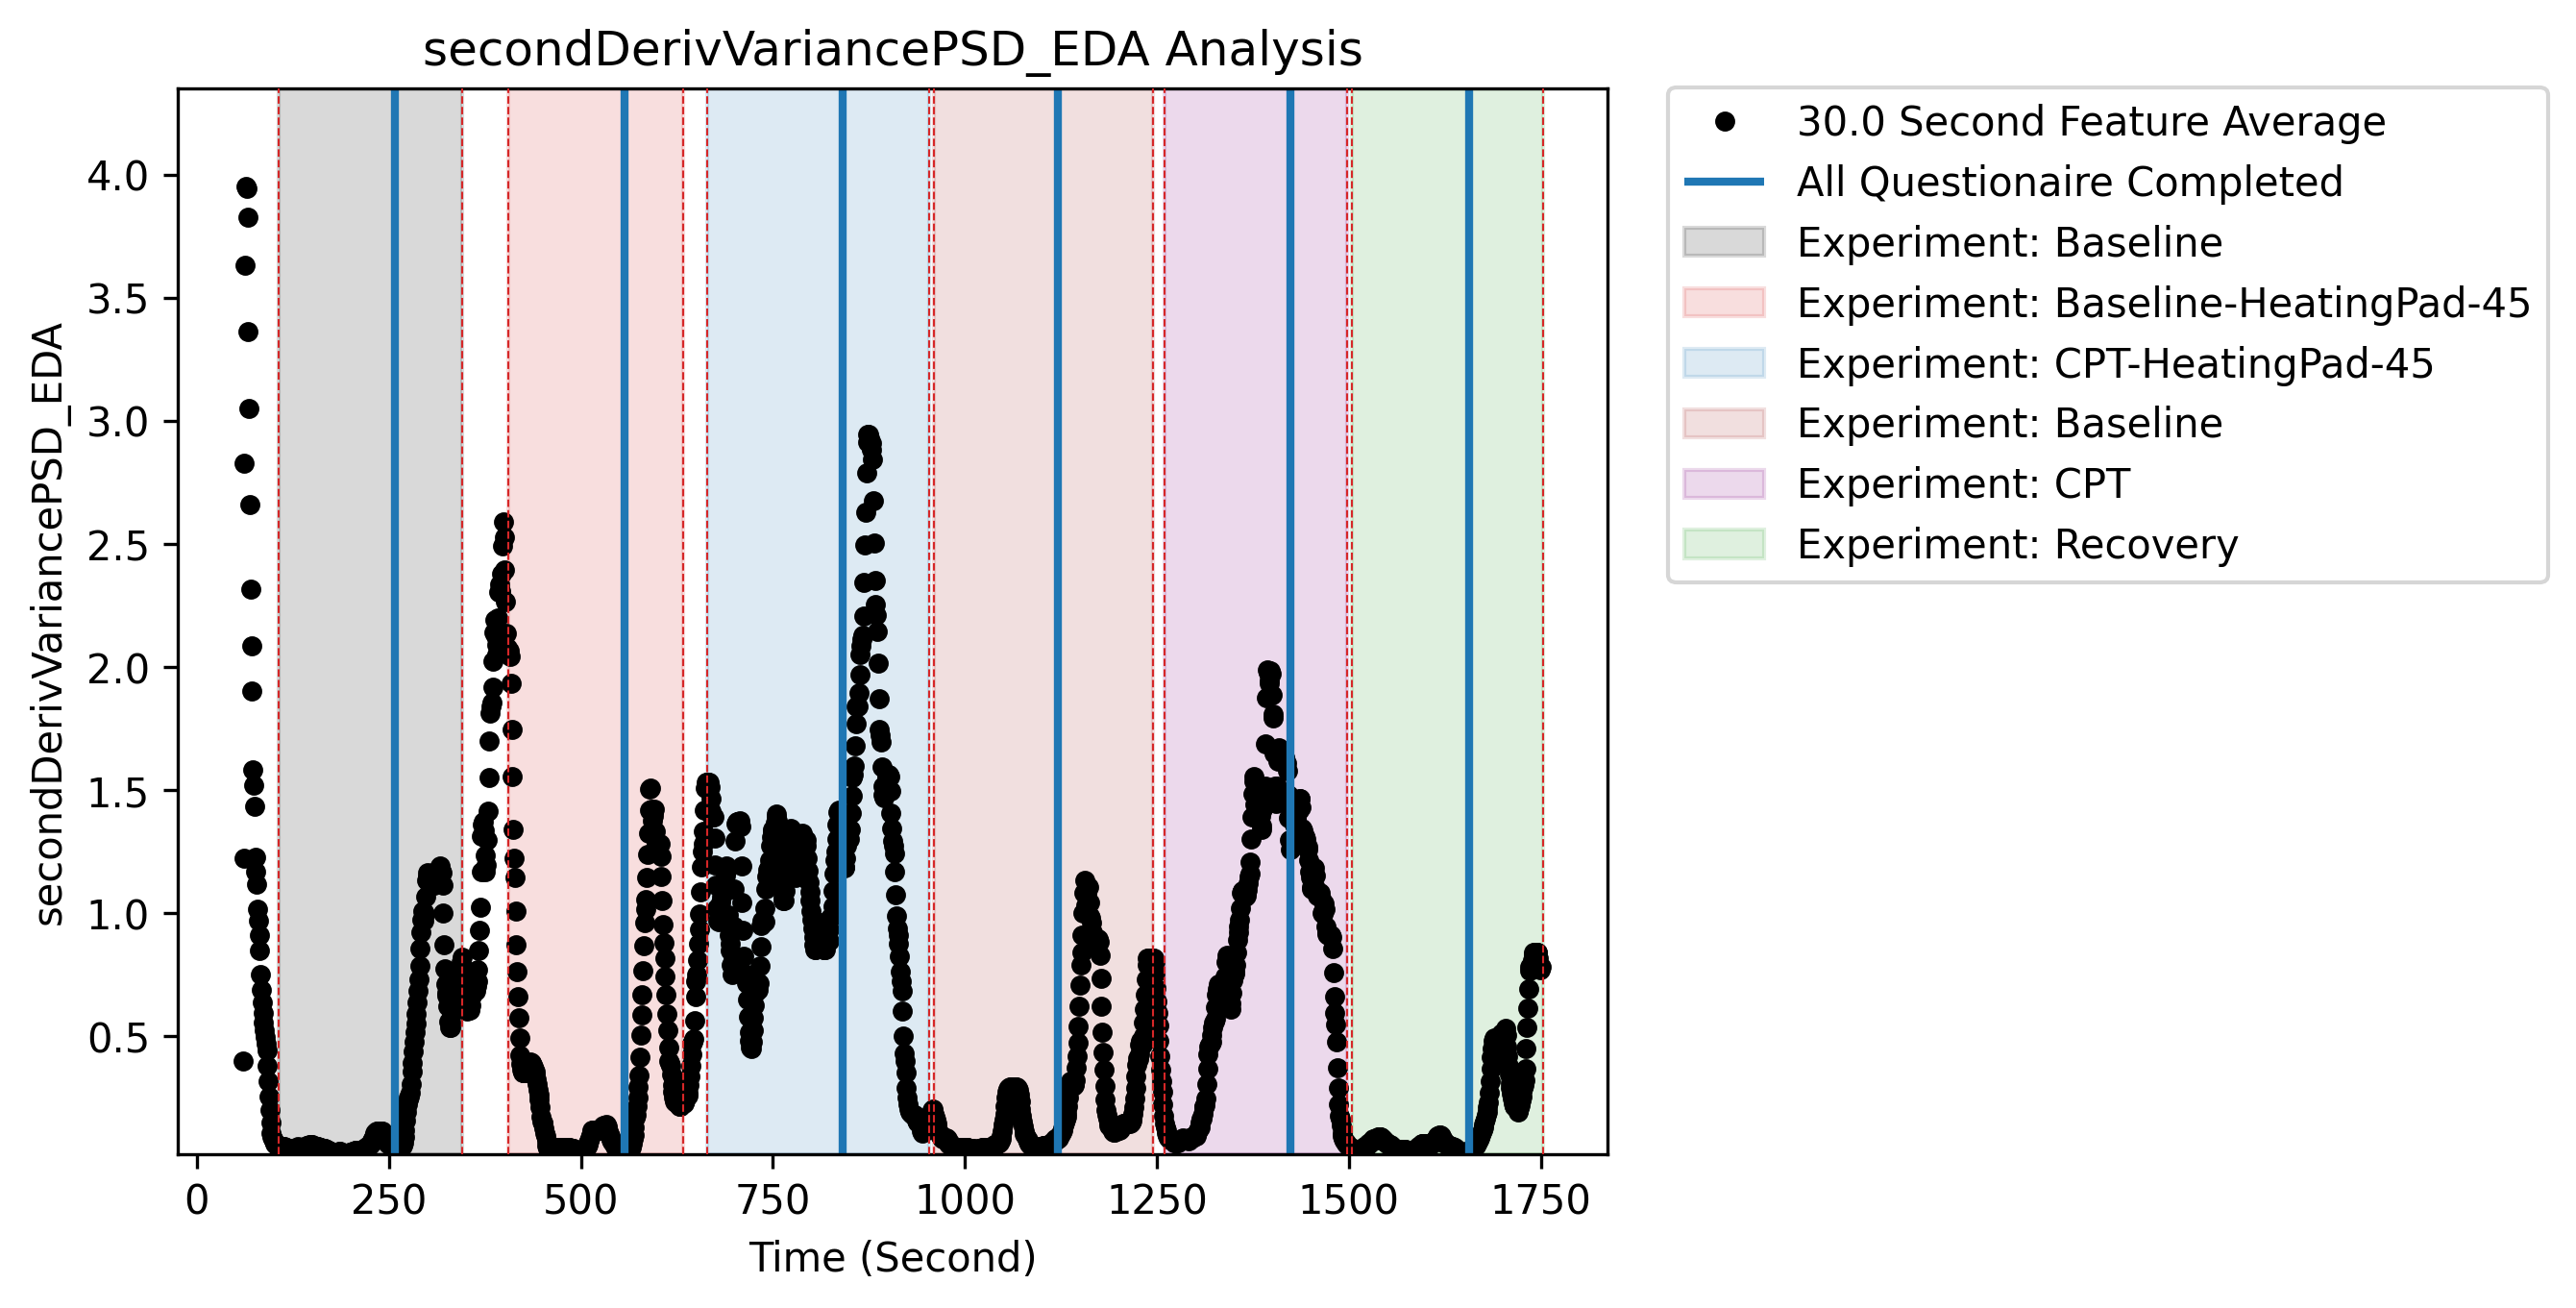 secondDerivVariancePSD_EDA Analysis
secondDerivVariancePSD_EDA
4.0
3.5
3.0
2.5
2.0
1.5
1.0
0.5
0 250 500 750 1000 1250 1500 1750
Time (Second)
30.0 Second Feature Average
All Questionaire Completed
Experiment: Baseline
Experiment: Baseline-HeatingPad-45
Experiment: CPT-HeatingPad-45
Experiment: Baseline
Experiment: CPT
Experiment: Recovery